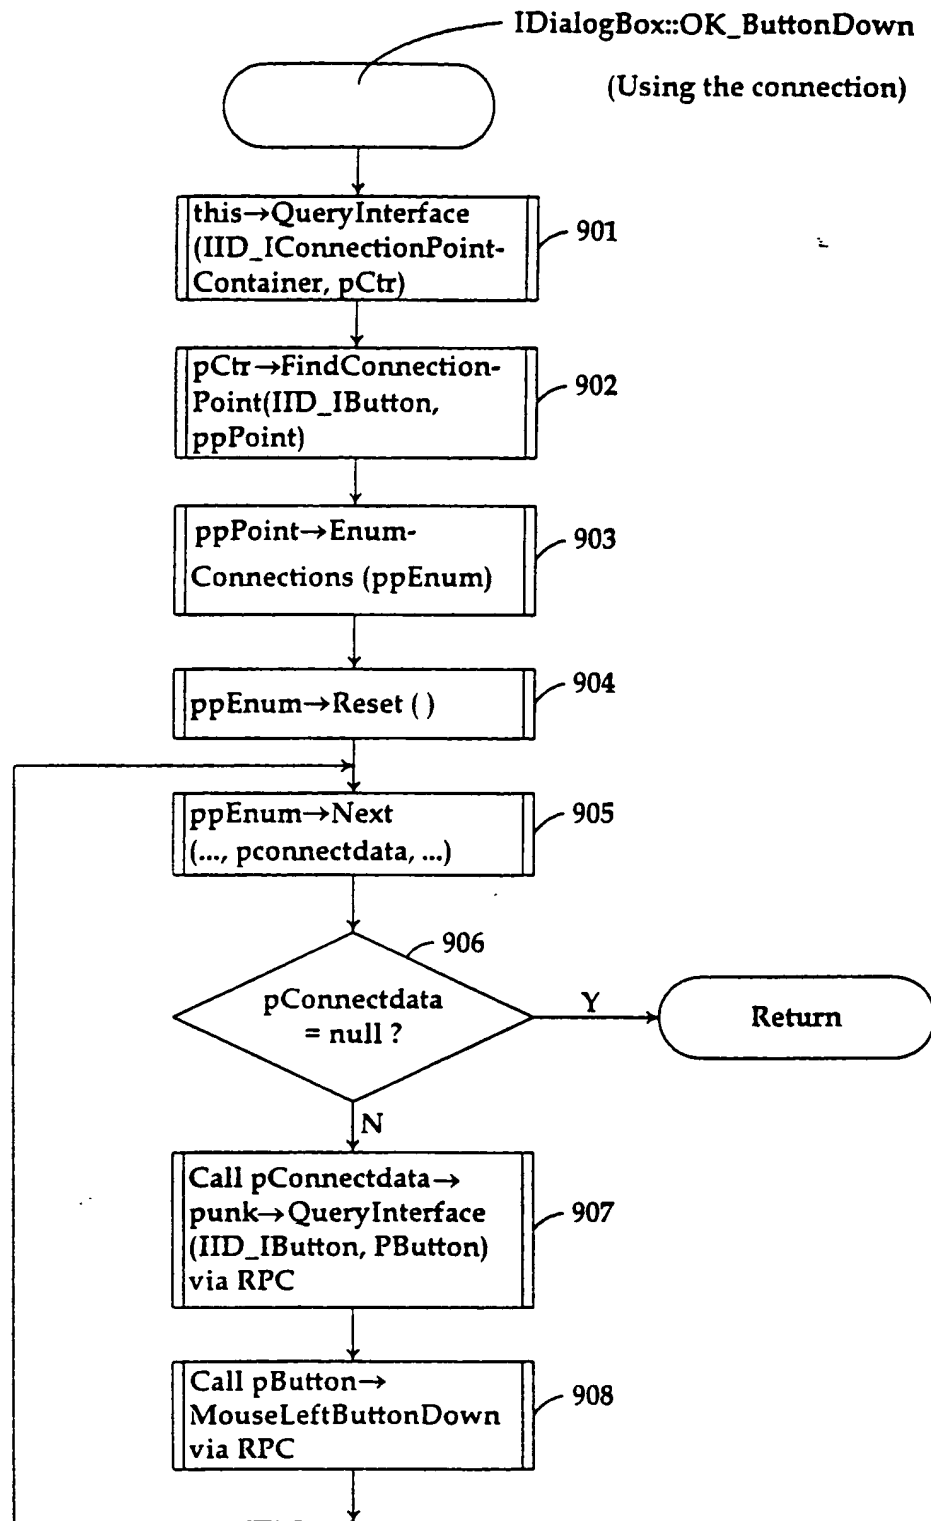 IDialogBox::OK_ButtonDown
(Using the connection)
this→QueryInterface
(IID_IConnectionPoint-
Container, pCtr)
901
pCtr→FindConnection-
Point(IID_IButton,
ppPoint)
902
ppPoint→Enum-
Connections (ppEnum)
903
ppEnum→Reset ( )
904
ppEnum→Next
(..., pconnectdata, ...)
905
906
pConnectdata
= null ?
Y
Return
N
Call pConnectdata→
punk→QueryInterface
(IID_IButton, PButton)
via RPC
907
Call pButton→
MouseLeftButtonDown
via RPC
908